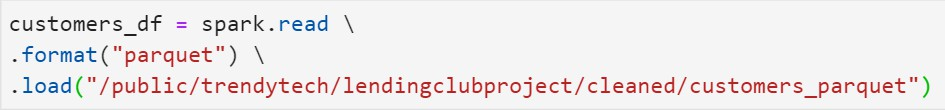 customers_df = spark.read \
.format("parquet") \
.load("/public/trendytech/lendingclubproject/cleaned/customers_parquet")